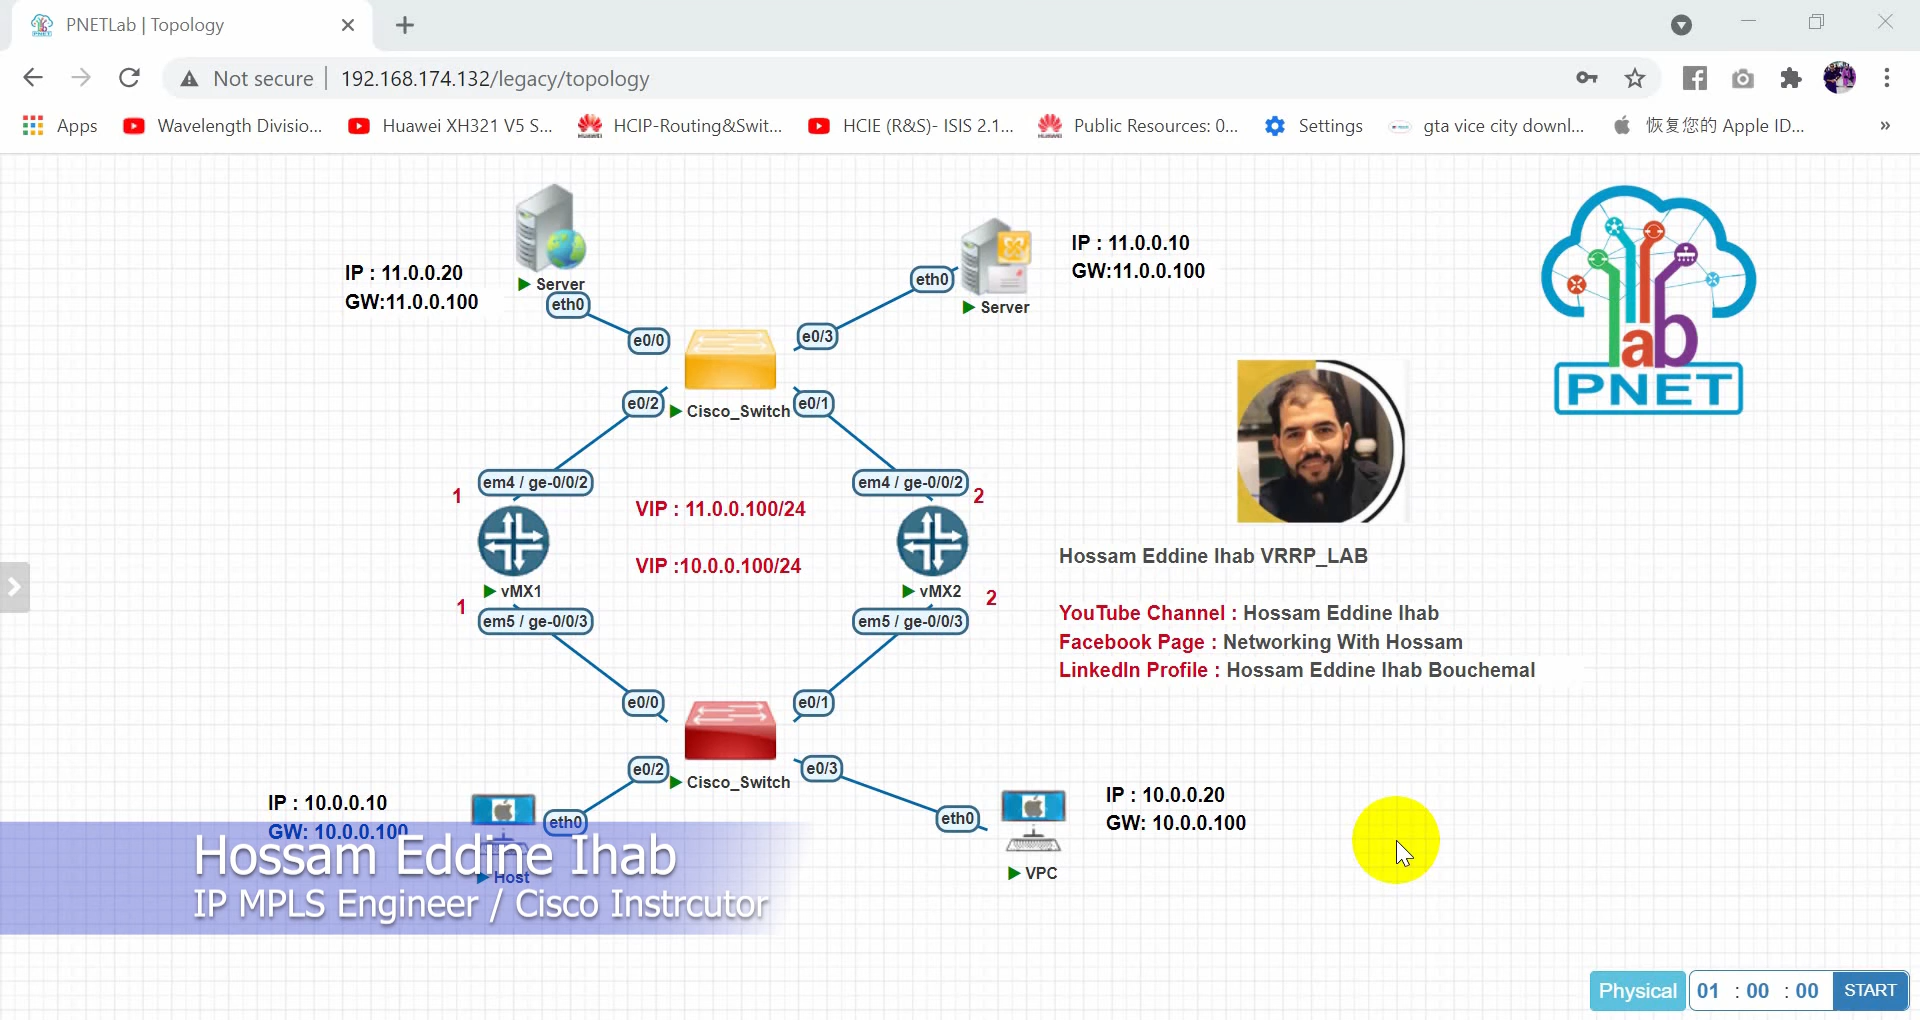 PNETLab | Topology
Not secure
192.168.174.132/legacy/topology
Apps
Wavelength Divisio...
Huawei XH321 V5 S...
HCIP-Routing&Swit...
HCIE (R&S)- ISIS 2.1...
Public Resources: 0...
Settings
gta vice city downl...
恢复您的 Apple ID...
»
IP : 11.0.0.20
GW:11.0.0.100
Server
eth0
IP : 11.0.0.10
GW:11.0.0.100
eth0
Server
e0/0
e0/3
e0/2
Cisco_Switch
e0/1
lab
PNET
1
em4 / ge-0/0/2
em4 / ge-0/0/2
2
VIP : 11.0.0.100/24
VIP :10.0.0.100/24
vMX1
vMX2
1
em5 / ge-0/0/3
em5 / ge-0/0/3
2
Hossam Eddine Ihab VRRP_LAB
YouTube Channel : Hossam Eddine Ihab
Facebook Page : Networking With Hossam
LinkedIn Profile : Hossam Eddine Ihab Bouchemal
e0/0
e0/1
e0/2
Cisco_Switch
e0/3
IP : 10.0.0.10
GW: 10.0.0.100
eth0
Host
eth0
IP : 10.0.0.20
GW: 10.0.0.100
VPC
Hossam Eddine Ihab
IP MPLS Engineer / Cisco Instrcutor
Physical
01 : 00 : 00
START